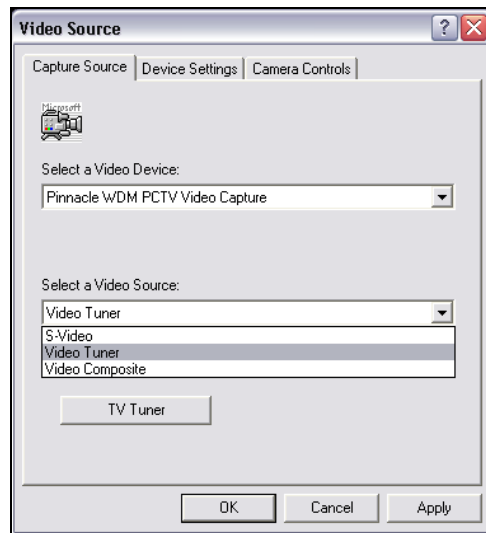 Video Source
Capture Source Device Settings Camera Controls
Microsoft
Select a Video Device:
Pinnacle WDM PCTV Video Capture
Select a Video Source:
Video Tuner
S-Video
Video Tuner
Video Composite
TV Tuner
OK Cancel Apply